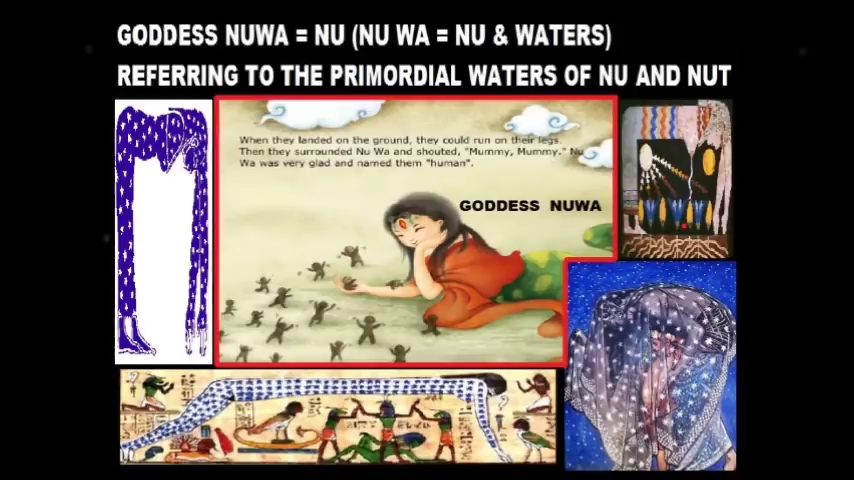 GODDESS NUWA = NU (NU WA = NU & WATERS)
REFERRING TO THE PRIMORDIAL WATERS OF NU AND NUT
When they landed on the ground, they could run on their legs.
Then they surrounded Nu Wa and shouted, "Mummy, Mummy." Nu
Wa was very glad and named them "human".
GODDESS NUWA